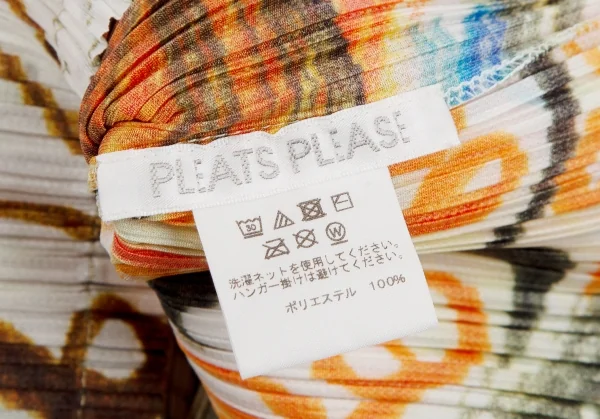 PLEATS PLEASE
30
W
洗濯ネットを使用してください。
ハンガー掛けは避けてください。
ポリエステル 100%